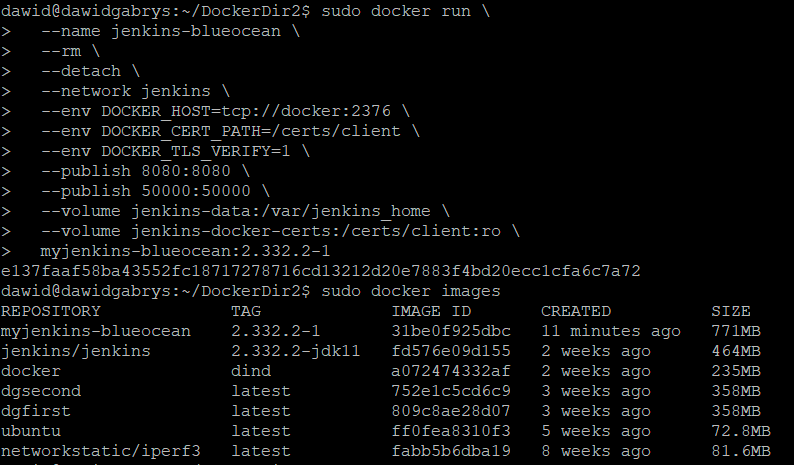 dawid@dawidgabrys:~/DockerDir2$ sudo docker run \
>   --name jenkins-blueocean \
>   --rm \
>   --detach \
>   --network jenkins \
>   --env DOCKER_HOST=tcp://docker:2376 \
>   --env DOCKER_CERT_PATH=/certs/client \
>   --env DOCKER_TLS_VERIFY=1 \
>   --publish 8080:8080 \
>   --publish 50000:50000 \
>   --volume jenkins-data:/var/jenkins_home \
>   --volume jenkins-docker-certs:/certs/client:ro \
>   myjenkins-blueocean:2.332.2-1
e137faaf58ba43552fc18717278716cd13212d20e7883f4bd20ecc1cfa6c7a72
dawid@dawidgabrys:~/DockerDir2$ sudo docker images
REPOSITORY             TAG             IMAGE ID       CREATED          SIZE
myjenkins-blueocean    2.332.2-1       31be0f925dbc   11 minutes ago   771MB
jenkins/jenkins        2.332.2-jdk11   fd576e09d155   2 weeks ago      464MB
docker                 dind            a072474332af   2 weeks ago      235MB
dgsecond               latest          752e1c5cd6c9   3 weeks ago      358MB
dgfirst                latest          809c8ae28d07   3 weeks ago      358MB
ubuntu                 latest          ff0fea8310f3   5 weeks ago      72.8MB
networkstatic/iperf3   latest          fabb5b6dba19   8 weeks ago      81.6MB